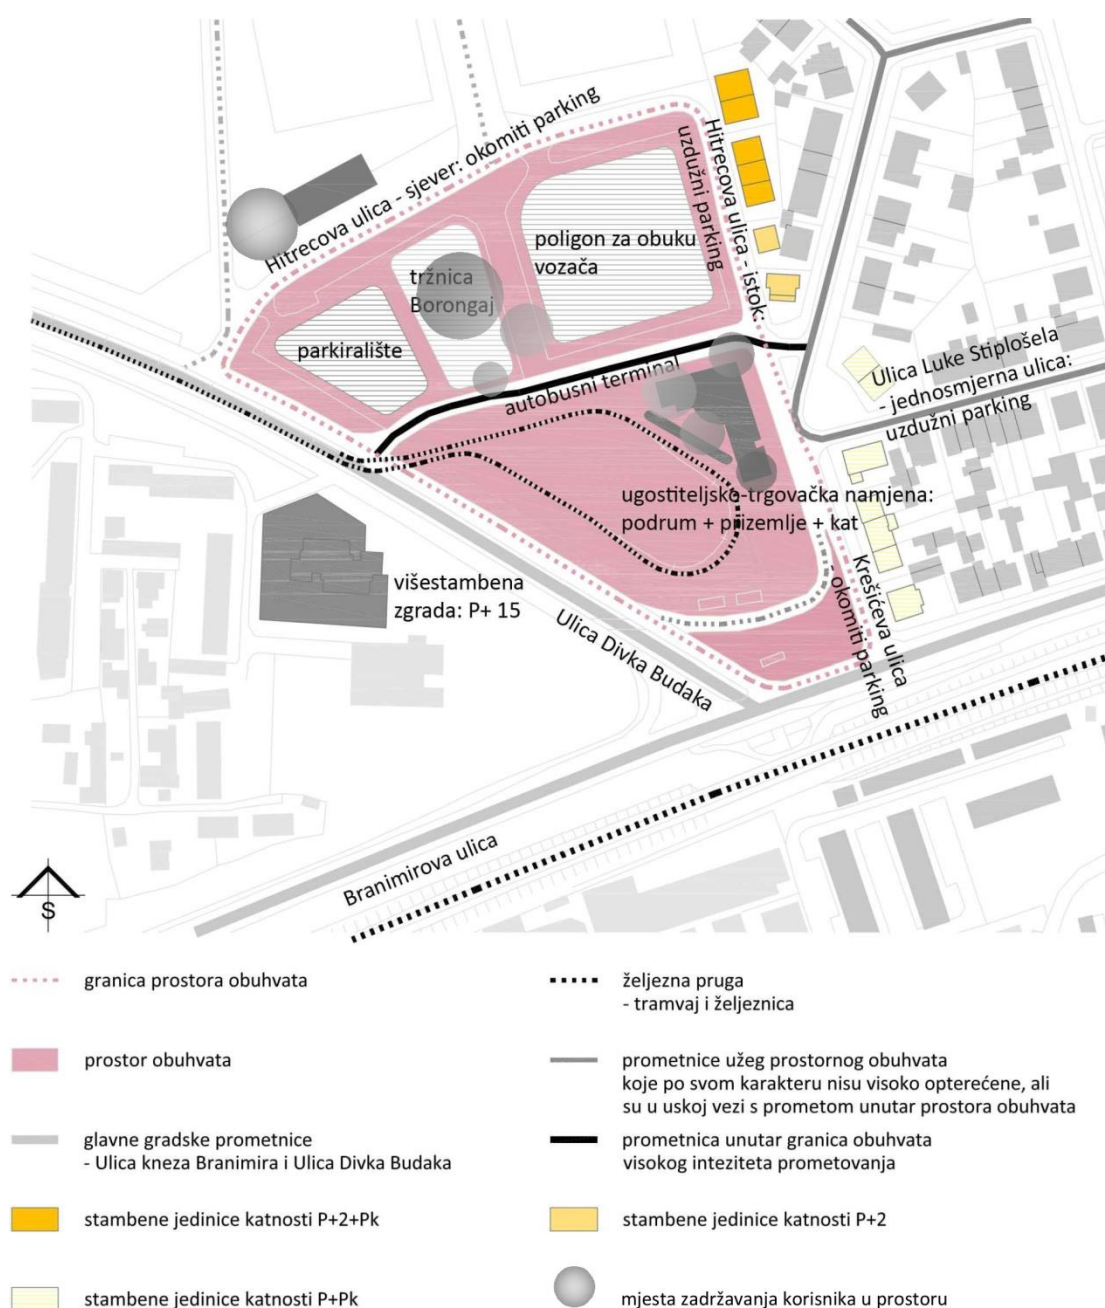 Hitrecova ulica - sjever: okomiti parking
uzdužni parking
Hitrecova ulica - istok:
poligon za obuku
vozača
tržnica
Borongaj
parkiralište
autobusni terminal
Ulica Luke Stiplošela
- jednosmjerna ulica:
uzdužni parking
ugostiteljsko-trgovačka namjena:
podrum + prizemlje + kat
višestambena
zgrada: P+ 15
Ulica Divka Budaka
Krešićeva ulica
- okomiti parking
Branimirova ulica
S
granica prostora obuhvata
željezna pruga
- tramvaj i željeznica
prostor obuhvata
prometnice užeg prostornog obuhvata
koje po svom karakteru nisu visoko opterećene, ali
su u uskoj vezi s prometom unutar prostora obuhvata
glavne gradske prometnice
- Ulica kneza Branimira i Ulica Divka Budaka
prometnica unutar granica obuhvata
visokog inteziteta prometovanja
stambene jedinice katnosti P+2+Pk
stambene jedinice katnosti P+2
stambene jedinice katnosti P+Pk
mjesta zadržavanja korisnika u prostoru